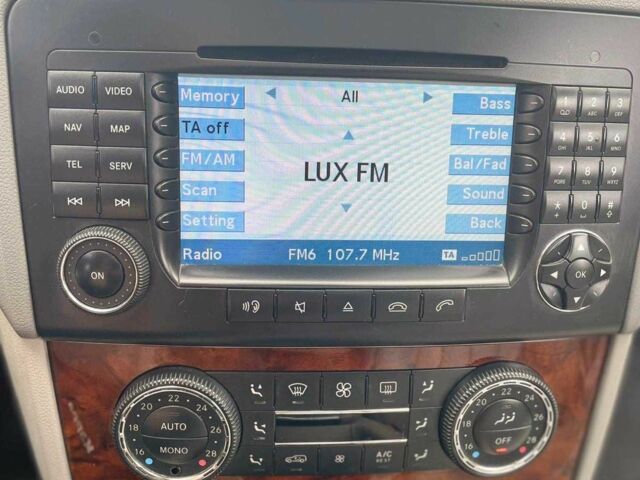 AUDIO VIDEO
NAV MAP
TEL SERV
ON
Memory All Bass
TA off Treble
FM/AM LUX FM Bal/Fad
Scan Sound
Setting Back
Radio FM6 107.7 MHz TA
1 2 ABC 3 DEF
4 GHI 5 JKL 6 MNO
7 PQRS 8 TUV 9 WXYZ
* 0 #
OK
20 22 24
18 AUTO 26
16 MONO 28
A/C
REST
20 22 24
18 26
16 OFF 28